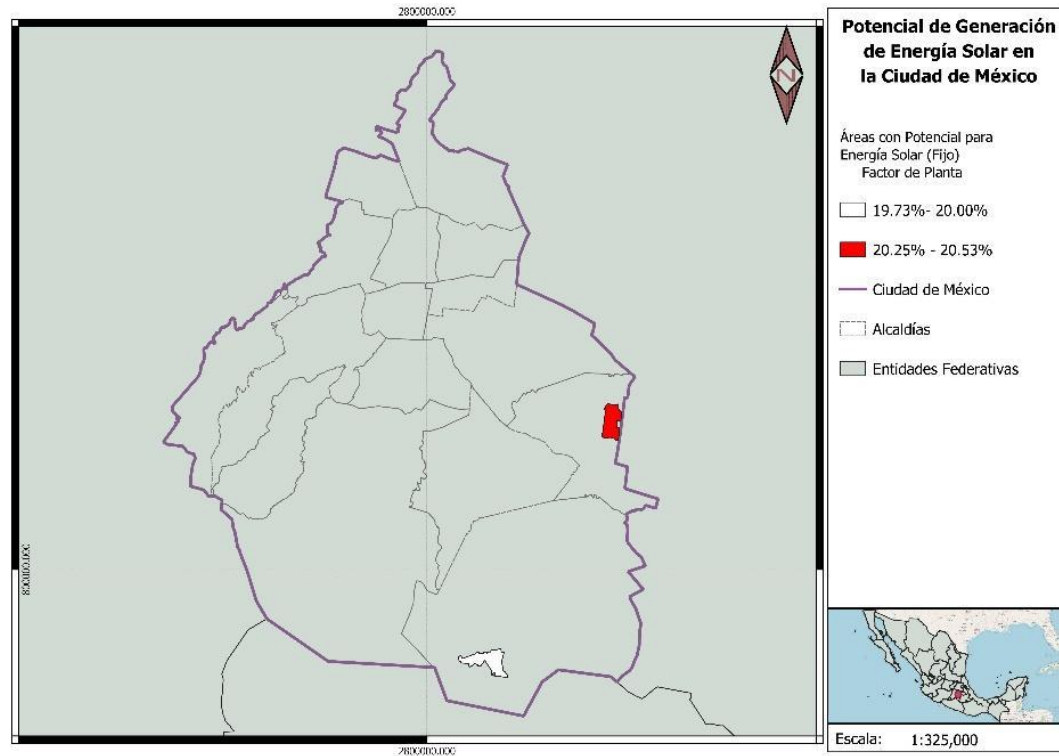 2800000.000
Potencial de Generación
de Energía Solar en
la Ciudad de México
N
Áreas con Potencial para
Energía Solar (Fijo)
Factor de Planta
19.73%- 20.00%
20.25% - 20.53%
Ciudad de México
Alcaldías
Entidades Federativas
2800000.000
Escala: 1:325,000